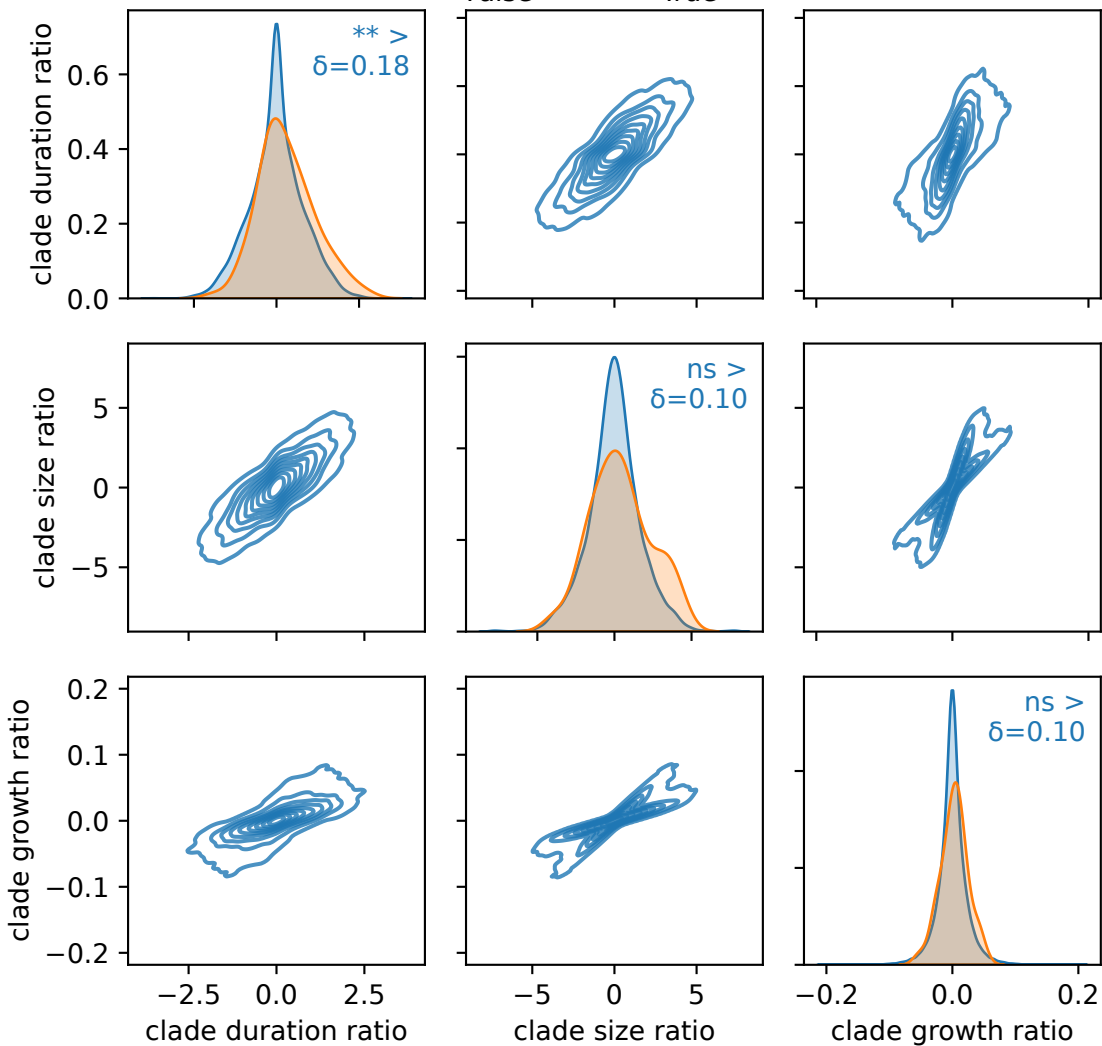 clade duration ratio
0.6
0.4
0.2
0.0
** >
δ=0.18
clade size ratio
5
0
−5
ns >
δ=0.10
clade growth ratio
0.2
0.1
0.0
−0.1
−0.2
ns >
δ=0.10
−2.5 0.0 2.5
−5 0 5
−0.2 0.0 0.2
clade duration ratio
clade size ratio
clade growth ratio